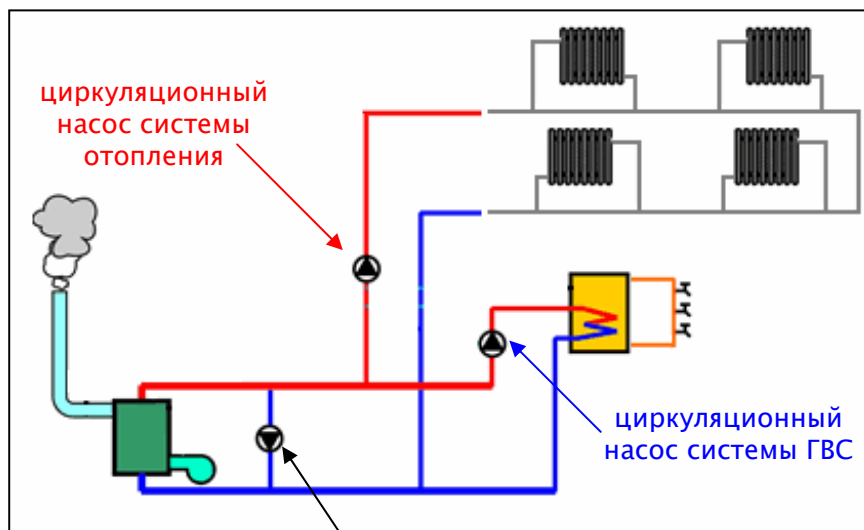 циркуляционный
насос системы
отопления
циркуляционный
насос системы ГВС